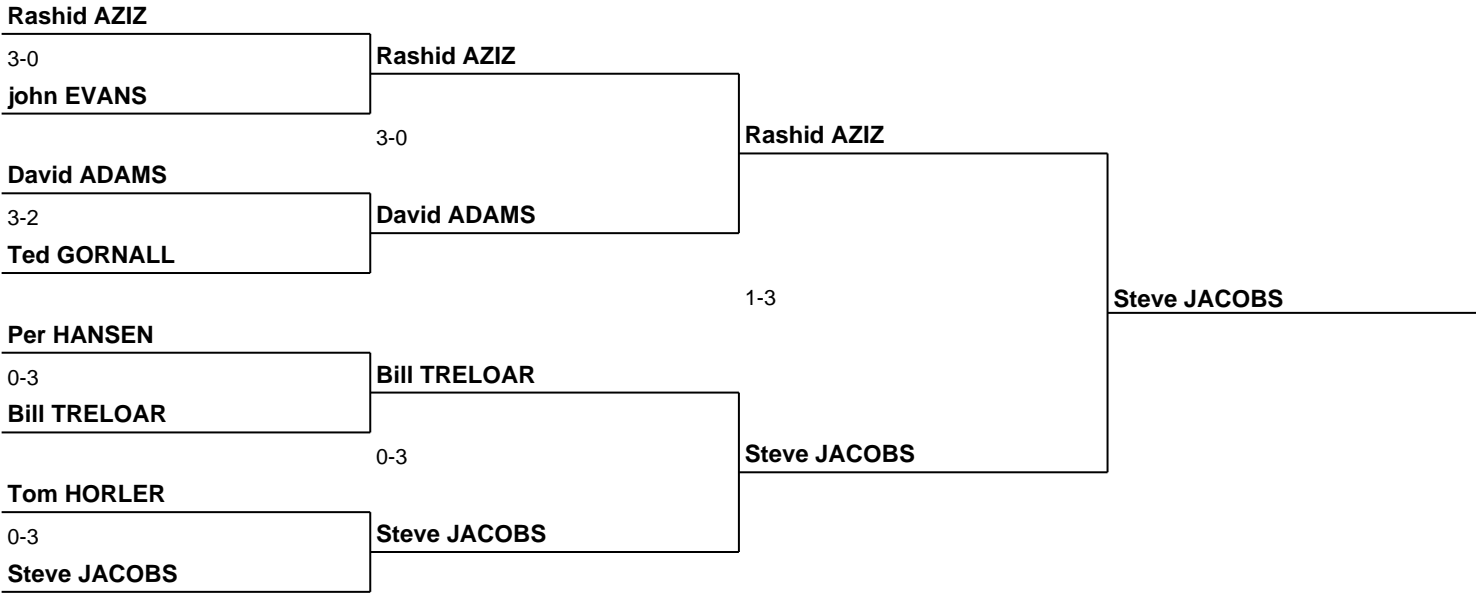 Rashid AZIZ
3-0
john EVANS
David ADAMS
3-2
Ted GORNALL
Per HANSEN
0-3
Bill TRELOAR
Tom HORLER
0-3
Steve JACOBS
Rashid AZIZ
3-0
David ADAMS
Bill TRELOAR
0-3
Steve JACOBS
Rashid AZIZ
1-3
Steve JACOBS
Steve JACOBS